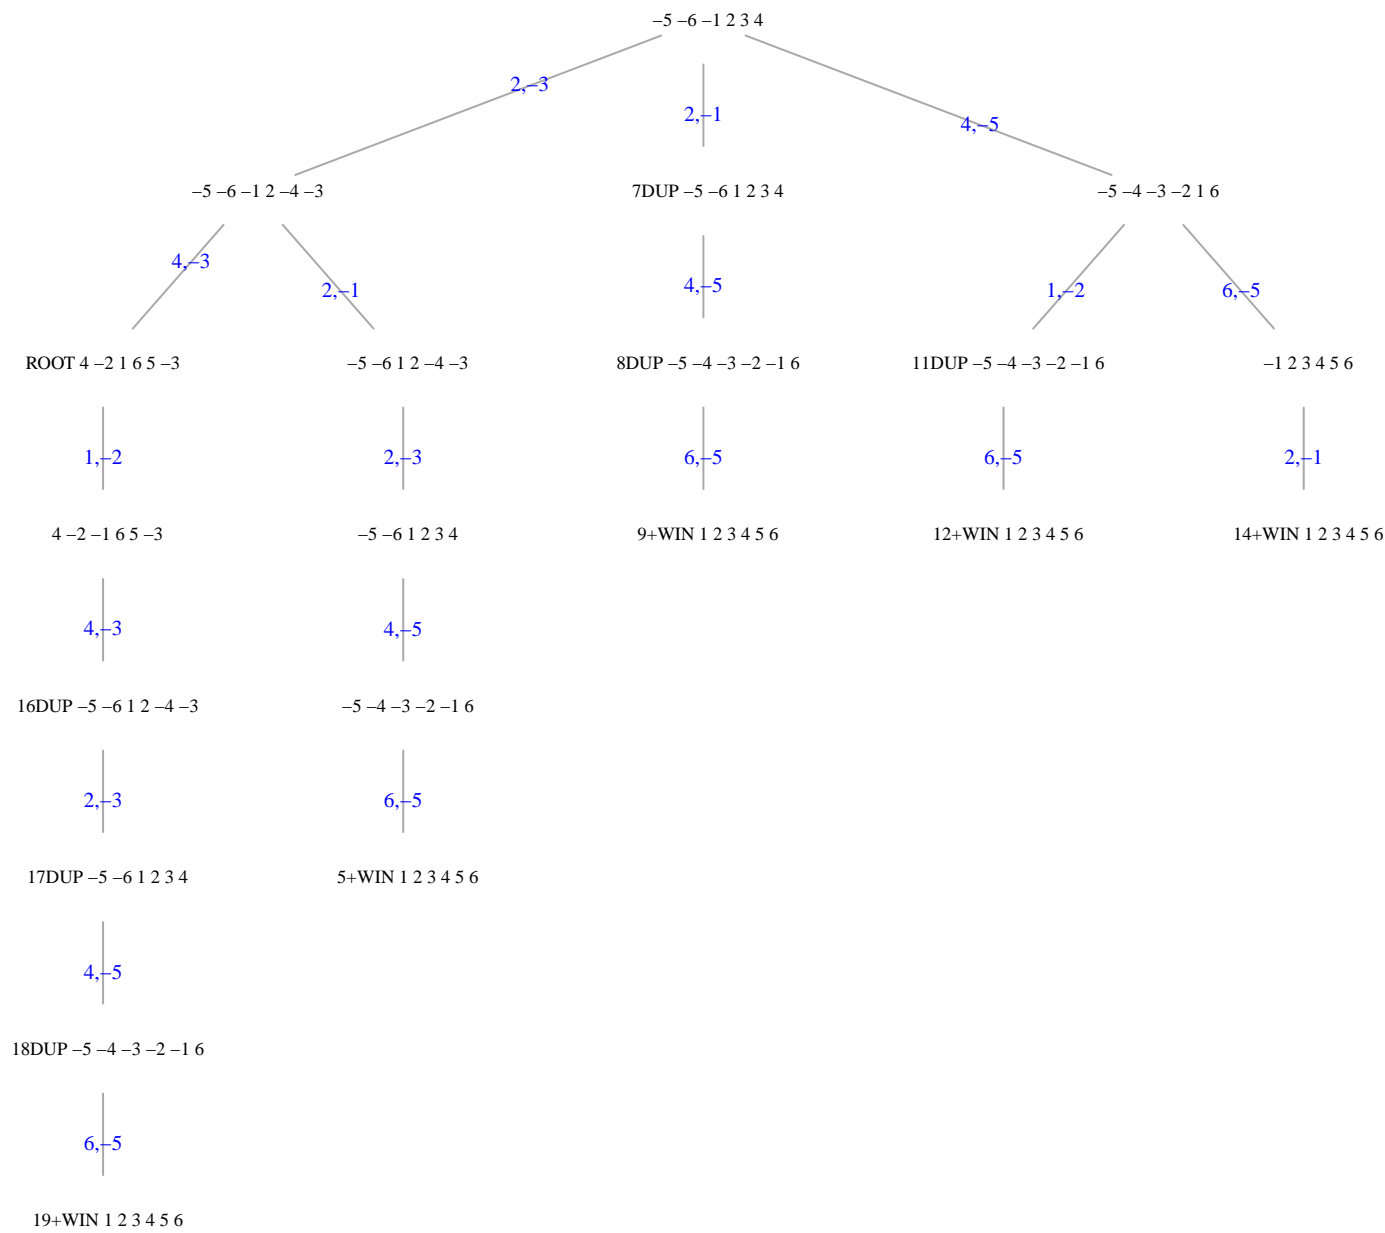 –5 –6 –1 2 3 4
2,–3
2,–1
4,–5
–5 –6 –1 2 –4 –3
7DUP –5 –6 1 2 3 4
–5 –4 –3 –2 1 6
4,–3
2,–1
4,–5
1,–2
6,–5
ROOT 4 –2 1 6 5 –3
–5 –6 1 2 –4 –3
8DUP –5 –4 –3 –2 –1 6
11DUP –5 –4 –3 –2 –1 6
–1 2 3 4 5 6
1,–2
2,–3
6,–5
6,–5
2,–1
4 –2 –1 6 5 –3
–5 –6 1 2 3 4
9+WIN 1 2 3 4 5 6
12+WIN 1 2 3 4 5 6
14+WIN 1 2 3 4 5 6
4,–3
4,–5
16DUP –5 –6 1 2 –4 –3
–5 –4 –3 –2 –1 6
2,–3
6,–5
17DUP –5 –6 1 2 3 4
5+WIN 1 2 3 4 5 6
4,–5
18DUP –5 –4 –3 –2 –1 6
6,–5
19+WIN 1 2 3 4 5 6